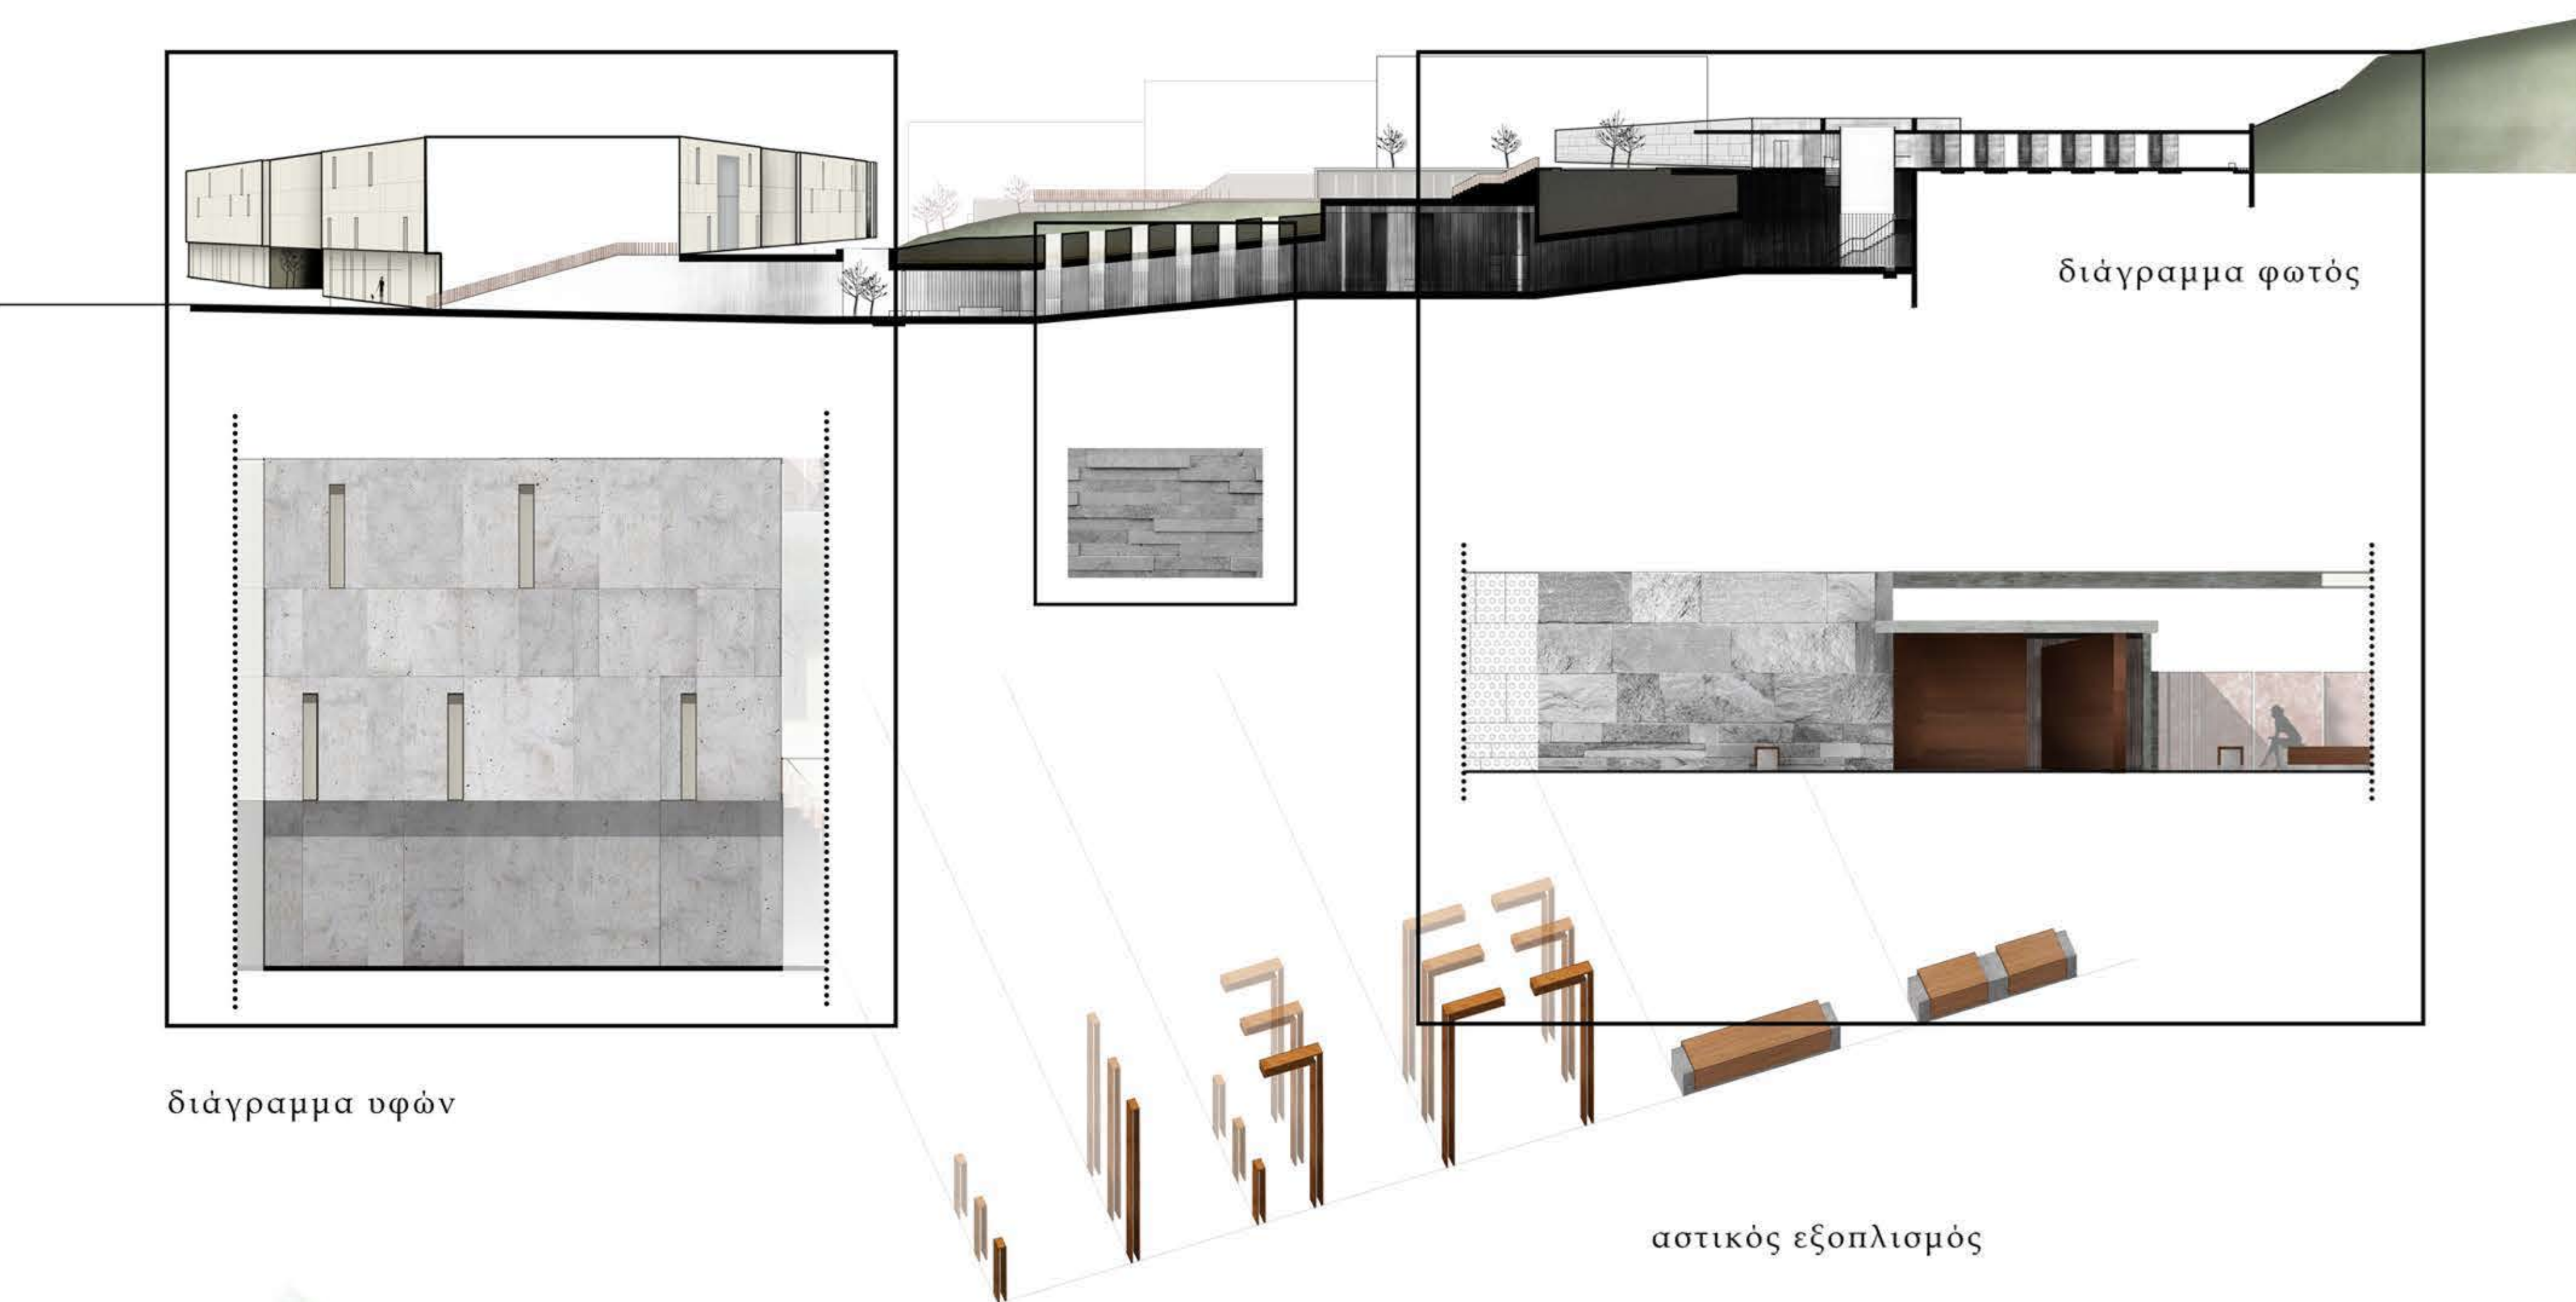 διάγραμμα φωτός
διάγραμμα υφών
αστικός εξοπλισμός